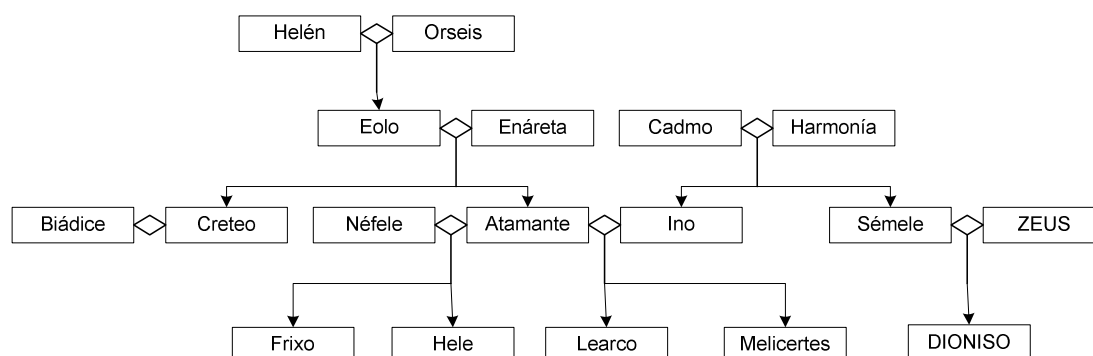 Helén
Orseis
Eolo
Enáreta
Cadmo
Harmonía
Biádice
Creteo
Néfele
Atamante
Ino
Sémele
ZEUS
Frixo
Hele
Learco
Melicertes
DIONISO